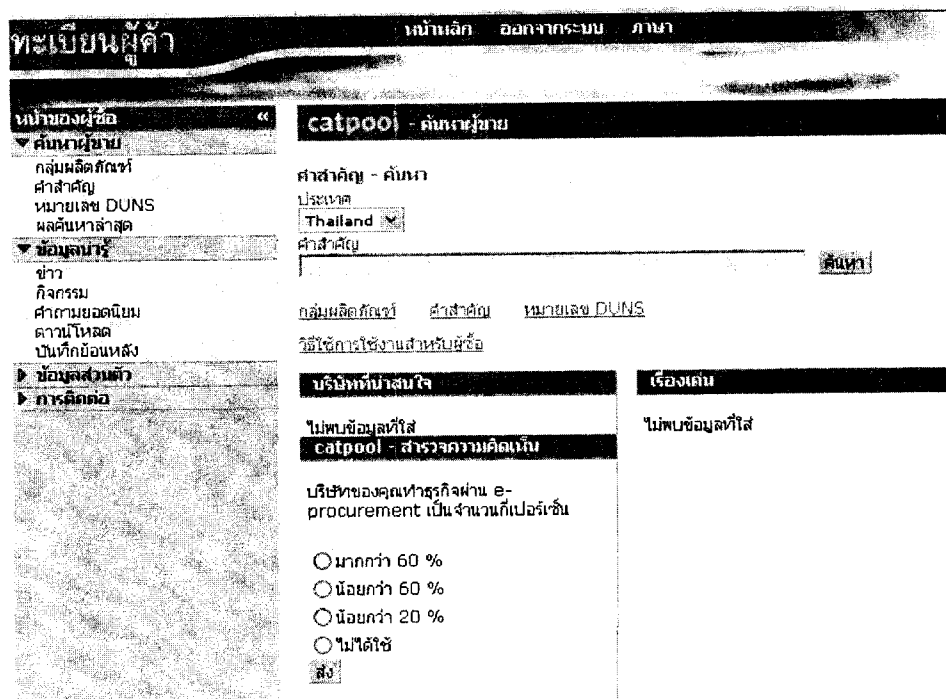 ทะเบียนผู้ค้า
หน้าหลัก ออกจากระบบ ภาษา
หน้าของผู้ซื้อ «
ค้นหาผู้ขาย
กลุ่มผลิตภัณฑ์
คำสำคัญ
หมายเลข DUNS
ผลค้นหาล่าสุด
ข้อมูลน่ารู้
ข่าว
กิจกรรม
คำถามยอดนิยม
ดาวน์โหลด
บันทึกย้อนหลัง
ข้อมูลส่วนตัว
การติดต่อ
catpool - ค้นหาผู้ขาย
คำสำคัญ - ค้นหา
ประเทศ
Thailand
คำสำคัญ
ค้นหา
กลุ่มผลิตภัณฑ์ คำสำคัญ หมายเลข DUNS
วิธีใช้การใช้งานสำหรับผู้ซื้อ
บริษัทที่น่าสนใจ
ไม่พบข้อมูลที่ใส่
catpool - สำรวจความคิดเห็น
บริษัทของคุณทำธุรกิจผ่าน e-
procurement เป็นจำนวนกี่เปอร์เซ็น
มากกว่า 60 %
น้อยกว่า 60 %
น้อยกว่า 20 %
ไม่ได้ใช้
ส่ง
เรื่องเด่น
ไม่พบข้อมูลที่ใส่